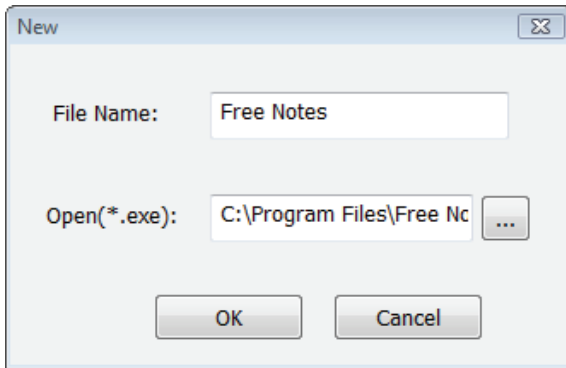 New
File Name: Free Notes
Open(*.exe): C:\Program Files\Free Nc ...
OK Cancel